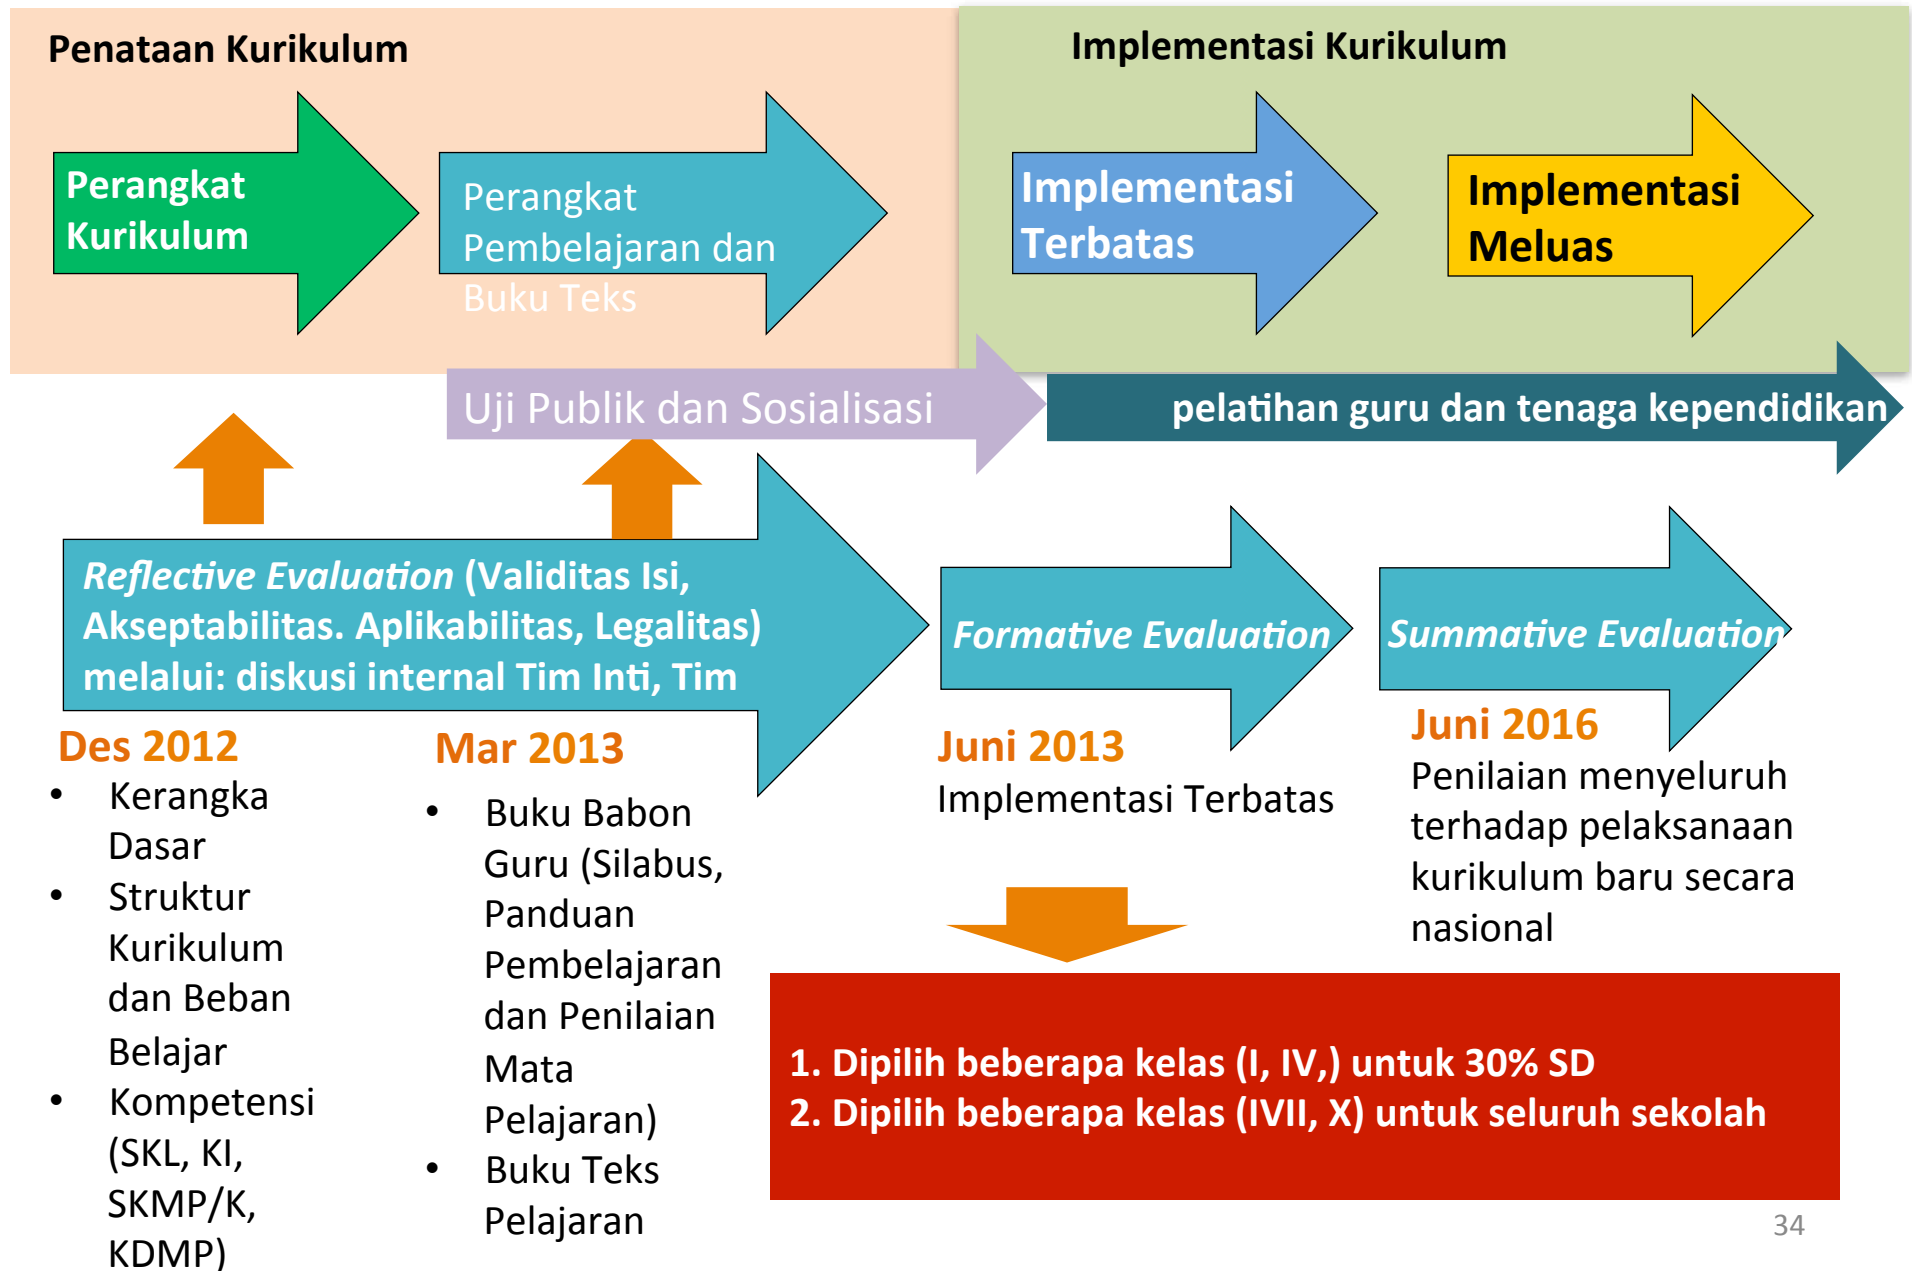 Penataan Kurikulum
Implementasi Kurikulum
Perangkat
Kurikulum
Perangkat
Pembelajaran dan
Buku Teks
Implementasi
Terbatas
Implementasi
Meluas
Uji Publik dan Sosialisasi
pelatihan guru dan tenaga kependidikan
Reflective Evaluation (Validitas Isi,
Akseptabilitas. Aplikabilitas, Legalitas)
melalui: diskusi internal Tim Inti, Tim
Formative Evaluation
Summative Evaluation
Des 2012
• Kerangka
Dasar
• Struktur
Kurikulum
dan Beban
Belajar
• Kompetensi
(SKL, KI,
SKMP/K,
KDMP)
Mar 2013
• Buku Babon
Guru (Silabus,
Panduan
Pembelajaran
dan Penilaian
Mata
Pelajaran)
• Buku Teks
Pelajaran
Juni 2013
Implementasi Terbatas
Juni 2016
Penilaian menyeluruh
terhadap pelaksanaan
kurikulum baru secara
nasional
1. Dipilih beberapa kelas (I, IV,) untuk 30% SD
2. Dipilih beberapa kelas (IVII, X) untuk seluruh sekolah
34